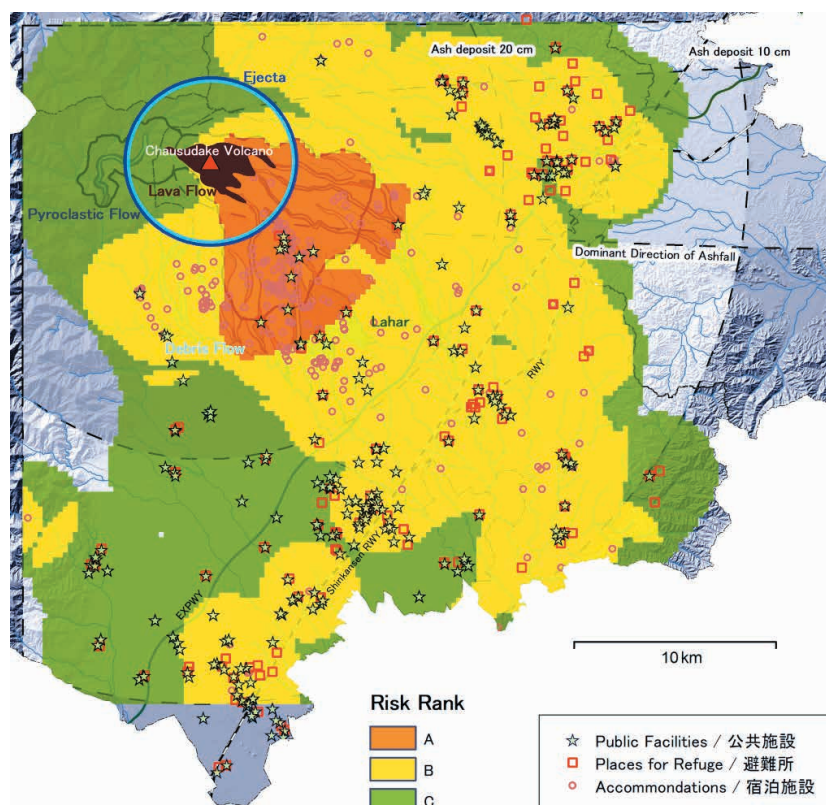 Ash deposit 20 cm
Ash deposit 10 cm
Ejecta
Chausudake Volcano
Lava Flow
Pyroclastic Flow
Dominant Direction of Ashfall
Lahar
Debris Flow
RWY
Shinkansen RWY
EXPWY
10 km
Risk Rank
A
B
C
Public Facilities / 公共施設
Places for Refuge / 避難所
Accommodations / 宿泊施設